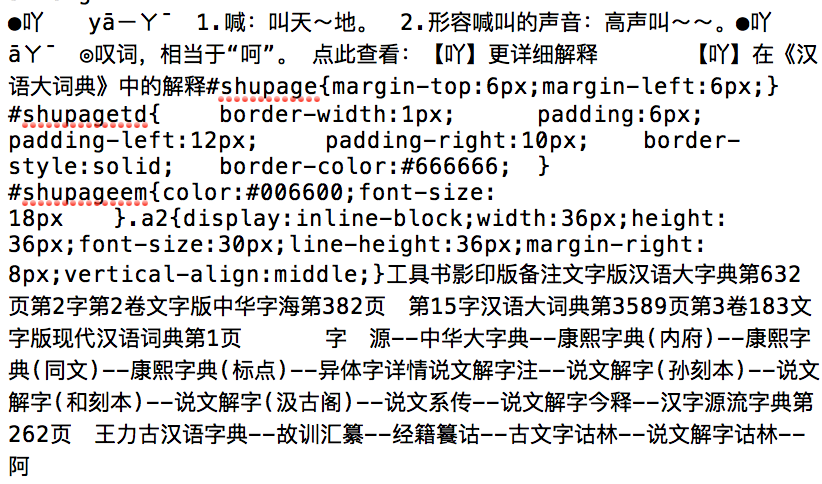 ●吖 yā ㄧㄚˉ 1.喊：叫天～地。 2.形容喊叫的声音：高声叫～～。●吖
āㄚˉ ◎叹词，相当于“呵”。 点此查看：【吖】更详细解释 【吖】在《汉
语大词典》中的解释#shupage{margin-top:6px;margin-left:6px;}
#shupagetd{ border-width:1px; padding:6px;
padding-left:12px; padding-right:10px; border-
style:solid; border-color:#666666; }
#shupageem{color:#006600;font-size:
18px }.a2{display:inline-block;width:36px;height:
36px;font-size:30px;line-height:36px;margin-right:
8px;vertical-align:middle;}工具书影印版备注文字版汉语大字典第632
页第2字第2卷文字版中华字海第382页 第15字汉语大词典第3589页第3卷183文
字版现代汉语词典第1页 字 源--中华大字典--康熙字典(内府)--康熙字
典(同文)--康熙字典(标点)--异体字详情说文解字注--说文解字(孙刻本)--说文
解字(和刻本)--说文解字(汲古阁)--说文系传--说文解字今释--汉字源流字典第
262页 王力古汉语字典--故训汇纂--经籍籑诂--古文字诂林--说文解字诂林--
阿